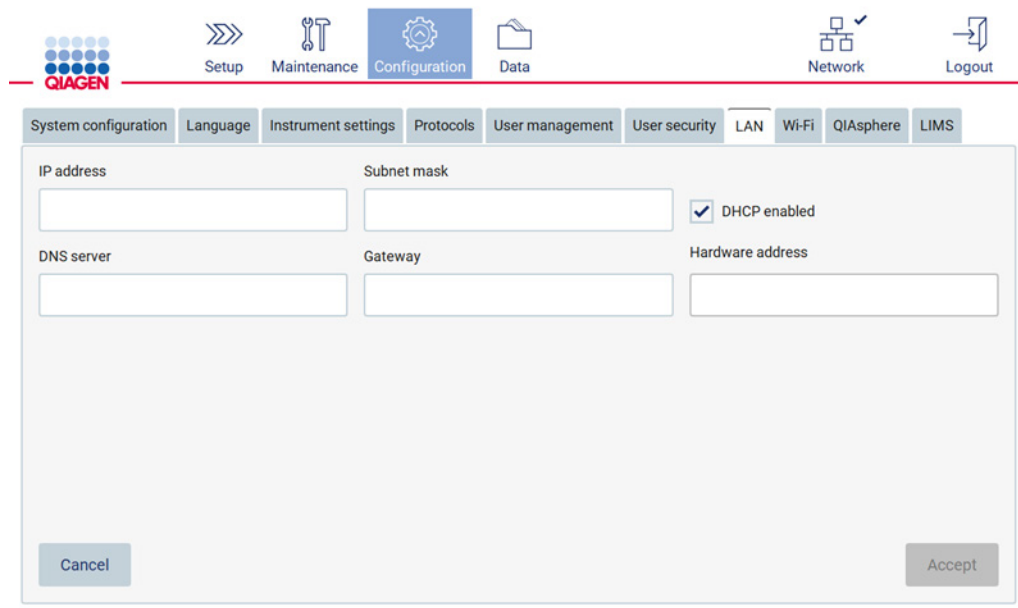 QIAGEN
Setup
Maintenance
Configuration
Data
Network
Logout
System configuration
Language
Instrument settings
Protocols
User management
User security
LAN
Wi-Fi
QIAsphere
LIMS
IP address
Subnet mask
DHCP enabled
DNS server
Gateway
Hardware address
Cancel
Accept